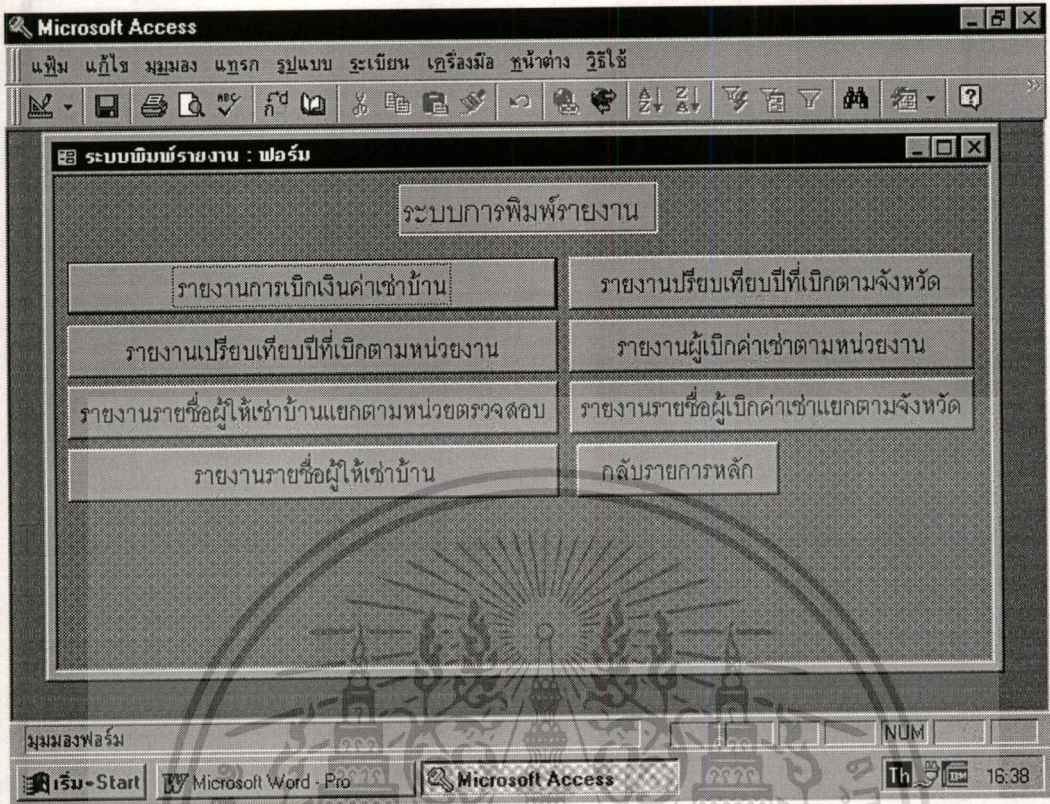 Microsoft Access
แฟ้ม แก้ไข มุมมอง แทรก รูปแบบ ระเบียน เครื่องมือ หน้าต่าง วิธีใช้
ระบบพิมพ์รายงาน : ฟอร์ม
ระบบการพิมพ์รายงาน
รายงานการเบิกเงินค่าเช่าบ้าน
รายงานปรียบเทียบปีที่เบิกตามจังหวัด
รายงานเปรียบเทียบปีที่เบิกตามหน่วยงาน
รายงานผู้เบิกค่าเช่าตามหน่วยงาน
รายงานรายชื่อผู้ให้เช่าบ้านแยกตามหน่วยตรวจสอบ
รายงานรายชื่อผู้เบิกค่าเช่าแยกตามจังหวัด
รายงานรายชื่อผู้ให้เช่าบ้าน
กลับรายการหลัก
มุมมองฟอร์ม
NUM
เริ่ม-Start
Microsoft Word - Pro
Microsoft Access
Th
16:38